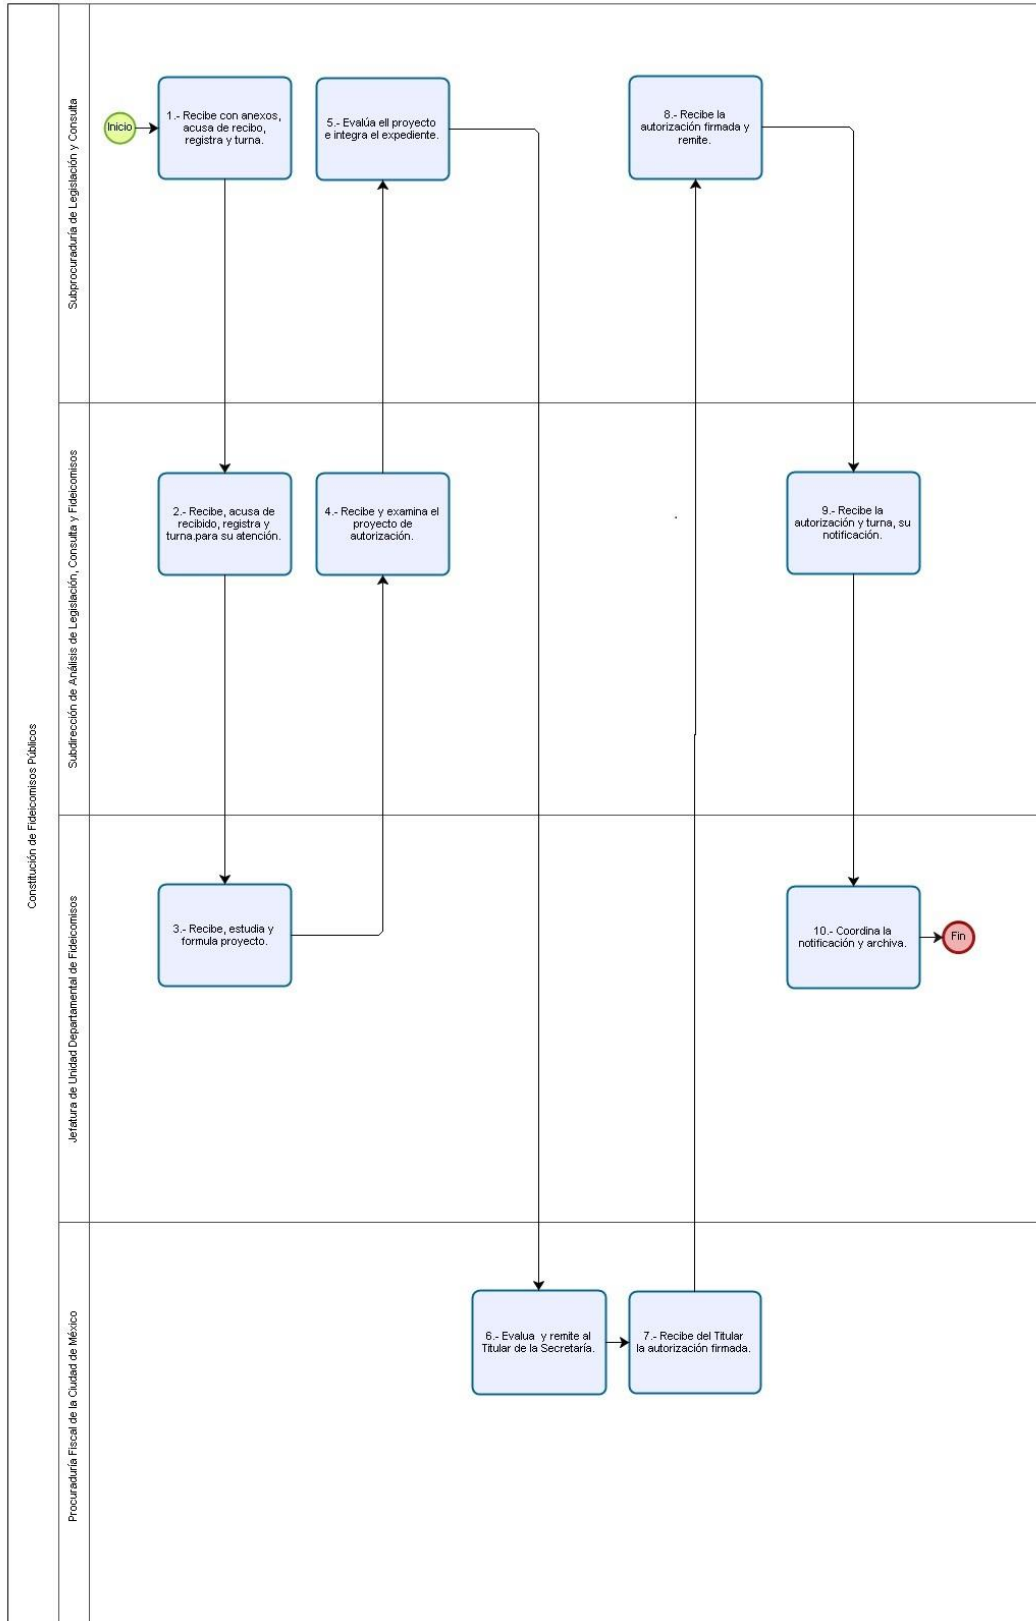 Constitución de Fideicomisos Públicos
Subprocuraduría de Legislación y Consulta
Inicio
1.- Recibe con anexos,
acusa de recibo,
registra y turna.
5.- Evalúa ell proyecto
e integra el expediente.
8.- Recibe la
autorización firmada y
remite.
Subdirección de Análisis de Legislación, Consulta y Fideicomisos
2.- Recibe, acusa de
recibido, registra y
turna.para su atención.
4.- Recibe y examina el
proyecto de
autorización.
9.- Recibe la
autorización y turna, su
notificación.
Jefatura de Unidad Departamental de Fideicomisos
3.- Recibe, estudia y
formula proyecto.
10.- Coordina la
notificación y archiva.
Fin
Procuraduría Fiscal de la Ciudad de México
6.- Evalua  y remite al
Titular de la Secretaría.
7.- Recibe del Titular
la autorización firmada.